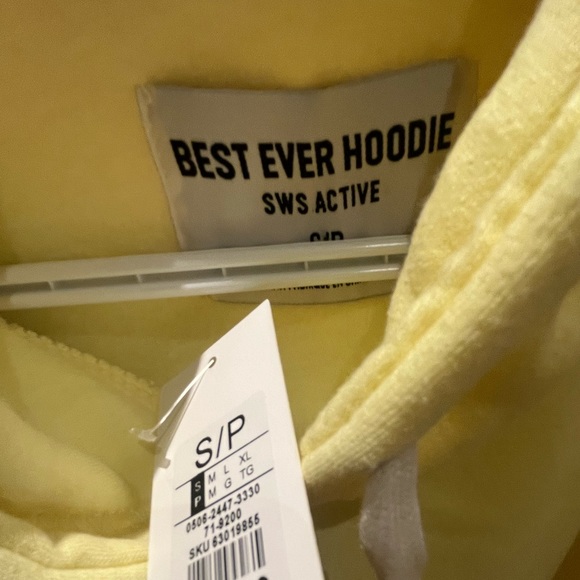 BEST EVER HOODIE
SWS ACTIVE
S/P
S M L XL
P M G TG
0506-2447-3330
71-9200
SKU 63019855